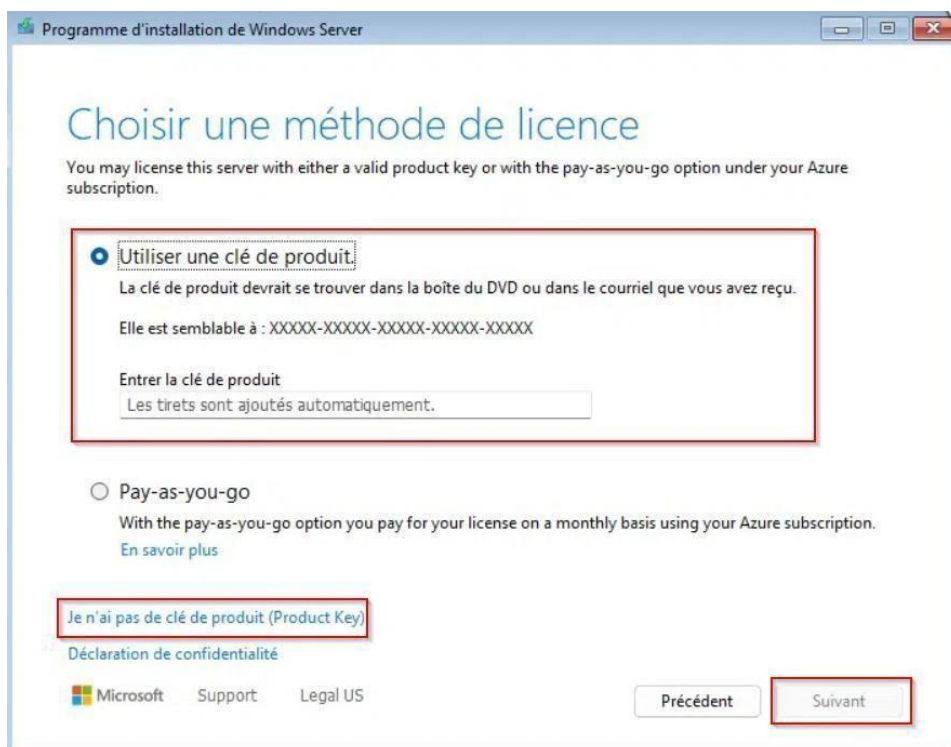 Programme d'installation de Windows Server
Choisir une méthode de licence
You may license this server with either a valid product key or with the pay-as-you-go option under your Azure
subscription.
Utiliser une clé de produit.
La clé de produit devrait se trouver dans la boîte du DVD ou dans le courriel que vous avez reçu.
Elle est semblable à : XXXXX-XXXXX-XXXXX-XXXXX-XXXXX
Entrer la clé de produit
Les tirets sont ajoutés automatiquement.
Pay-as-you-go
With the pay-as-you-go option you pay for your license on a monthly basis using your Azure subscription.
En savoir plus
Je n'ai pas de clé de produit (Product Key)
Déclaration de confidentialité
Microsoft Support Legal US
Précédent Suivant